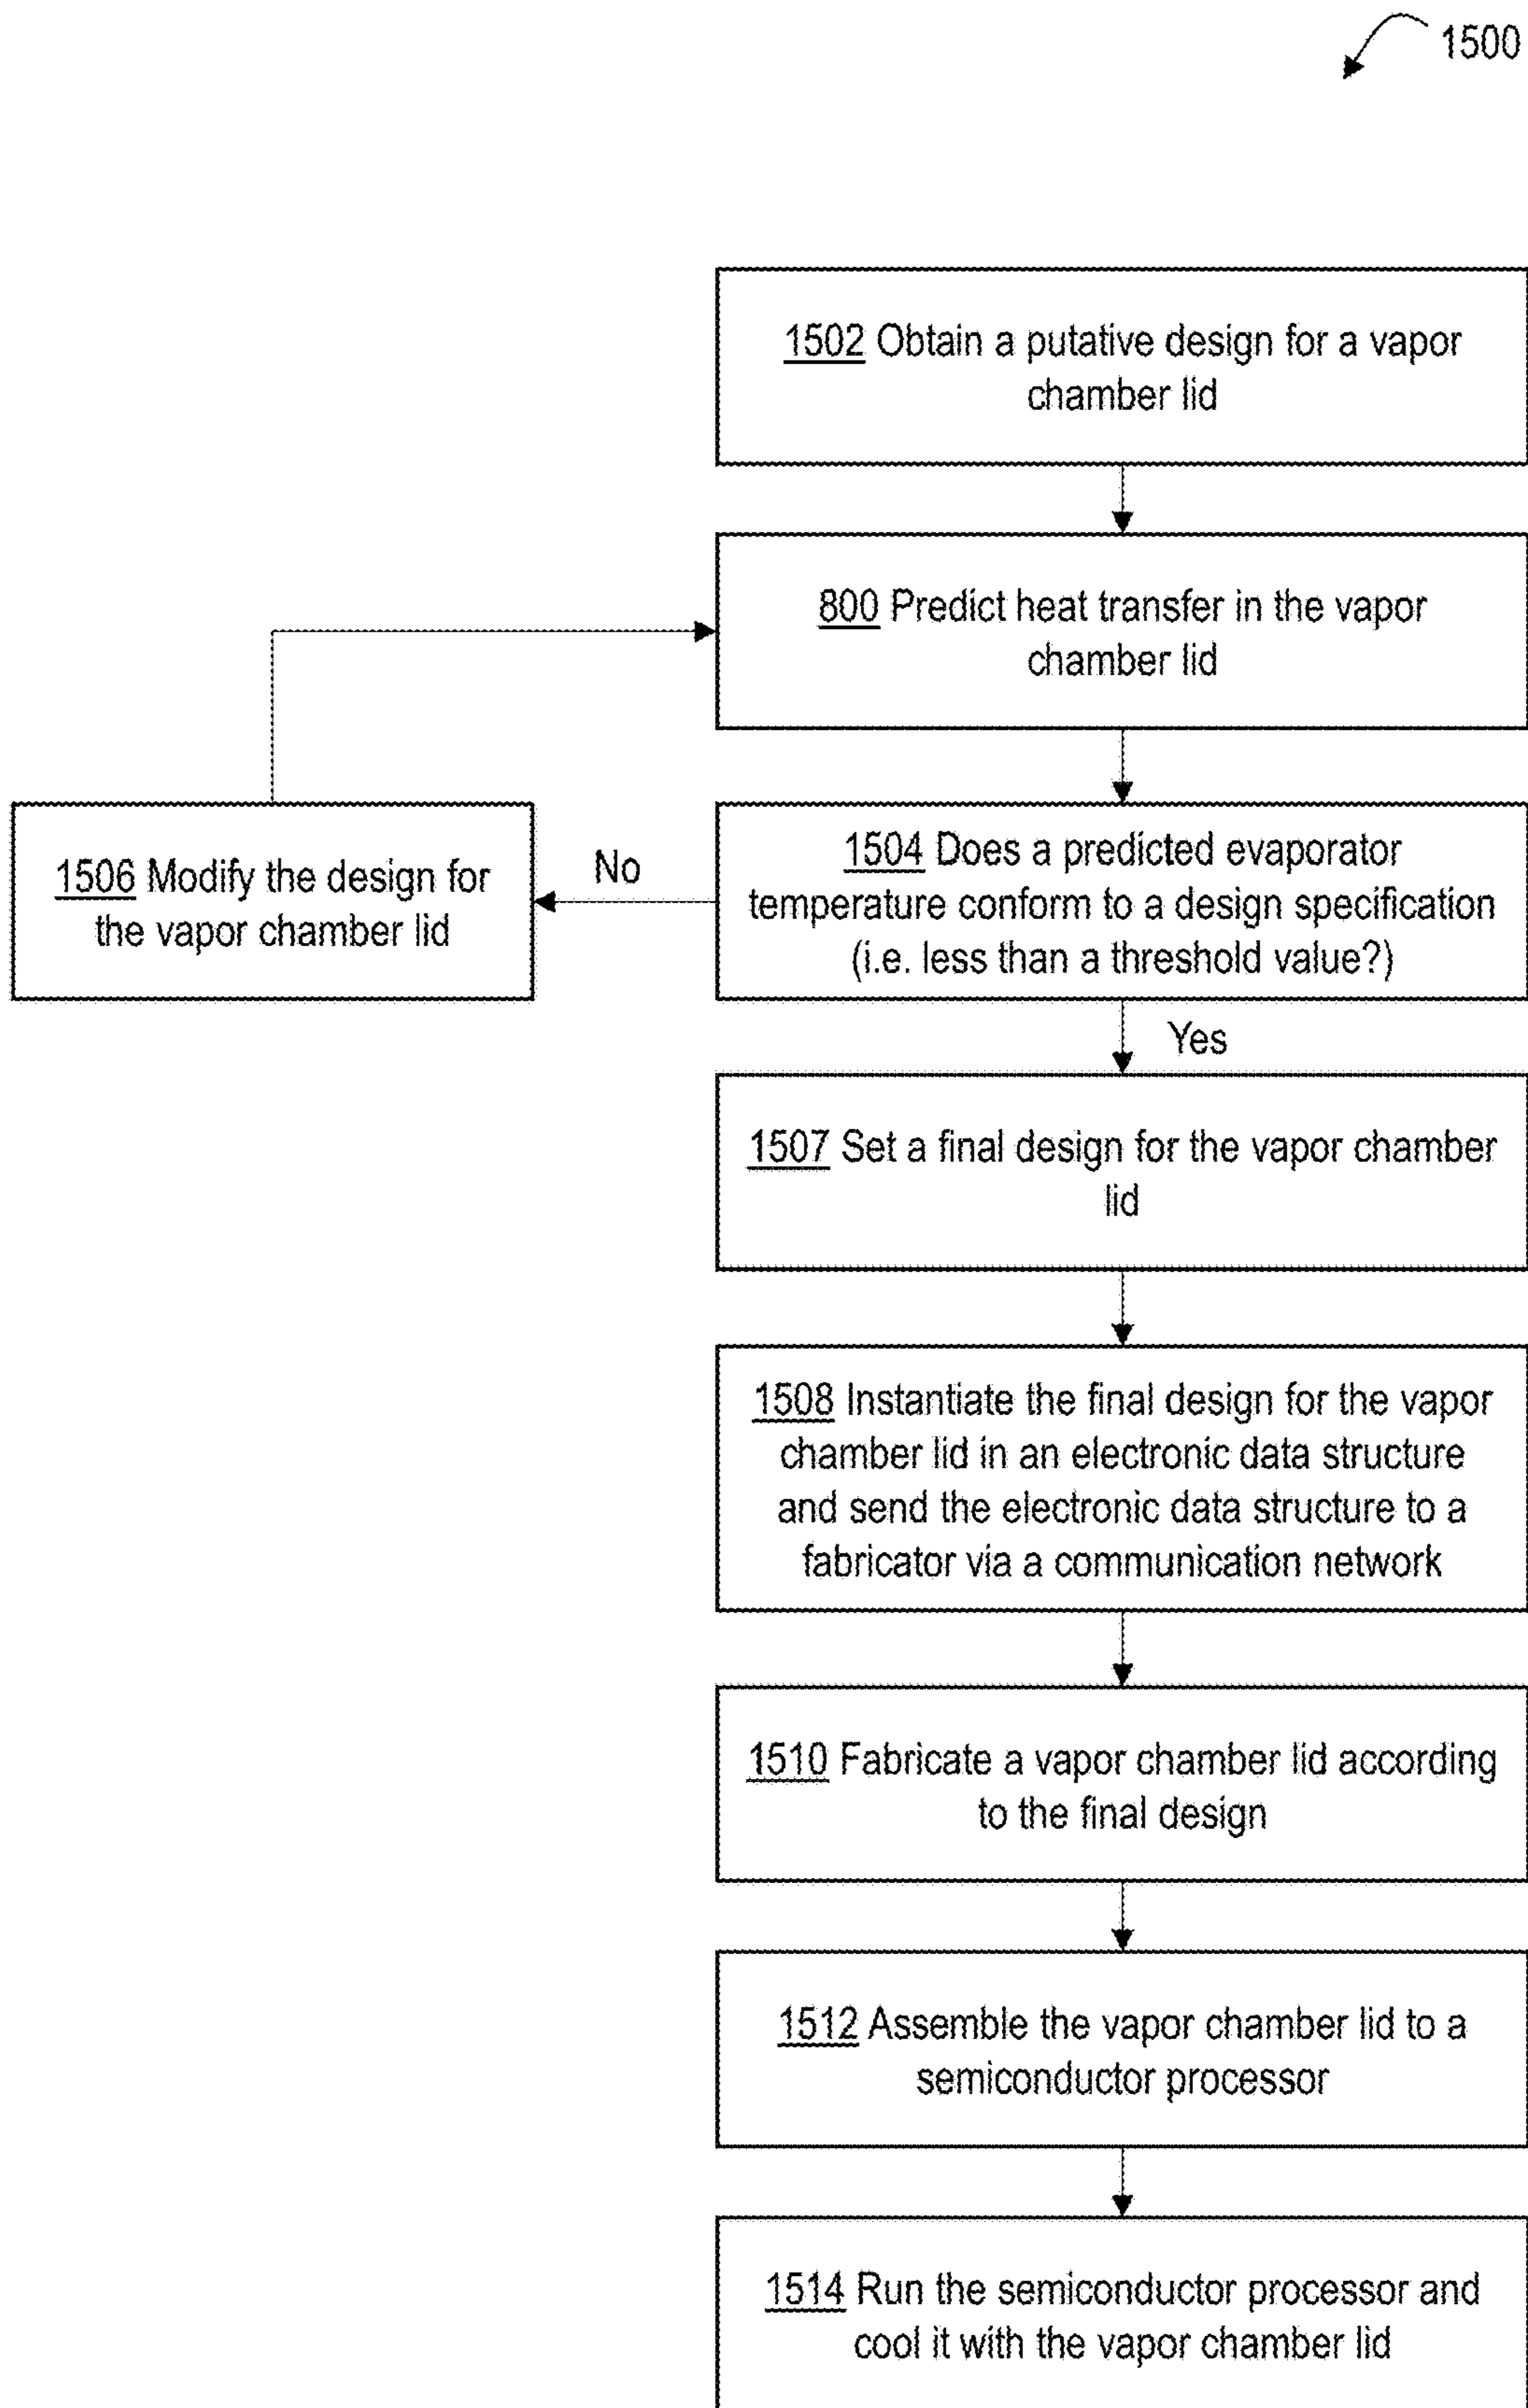 1500
1502 Obtain a putative design for a vapor
chamber lid
800 Predict heat transfer in the vapor
chamber lid
1504 Does a predicted evaporator
temperature conform to a design specification
(i.e. less than a threshold value?)
No
1506 Modify the design for
the vapor chamber lid
Yes
1507 Set a final design for the vapor chamber
lid
1508 Instantiate the final design for the vapor
chamber lid in an electronic data structure
and send the electronic data structure to a
fabricator via a communication network
1510 Fabricate a vapor chamber lid according
to the final design
1512 Assemble the vapor chamber lid to a
semiconductor processor
1514 Run the semiconductor processor and
cool it with the vapor chamber lid